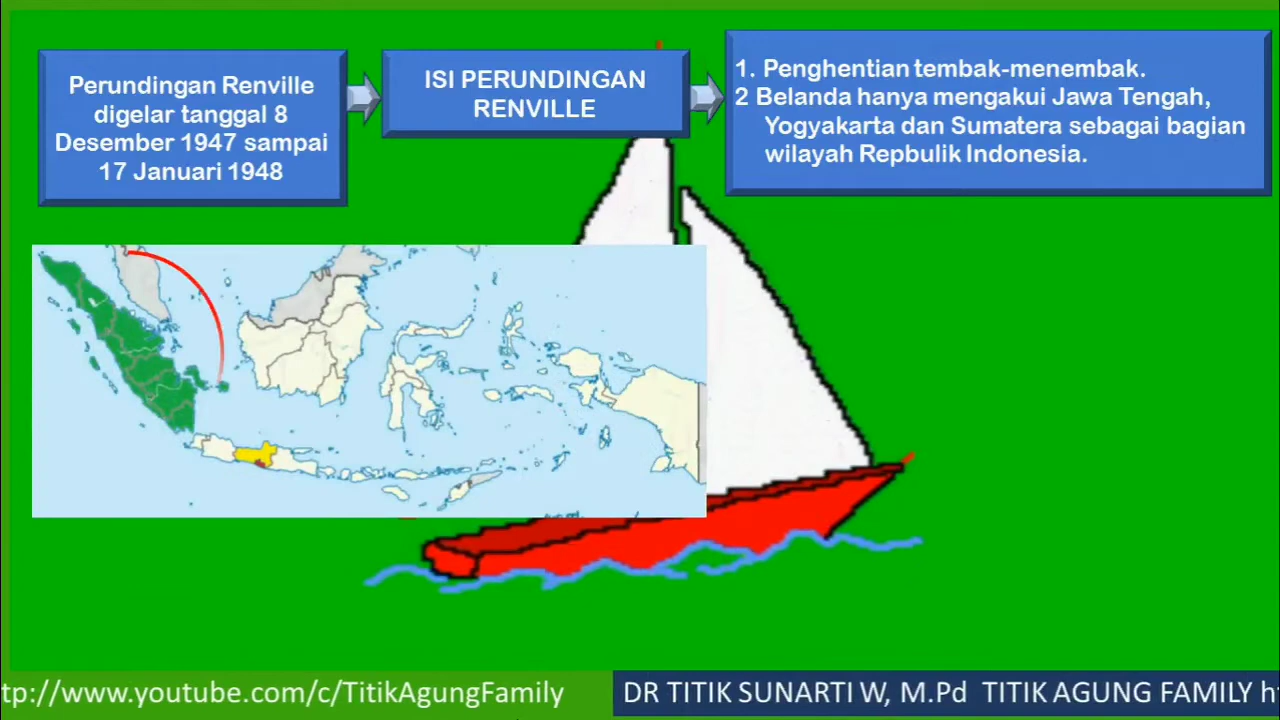 Perundingan Renville
digelar tanggal 8
Desember 1947 sampai
17 Januari 1948
ISI PERUNDINGAN
RENVILLE
1. Penghentian tembak-menembak.
2 Belanda hanya mengakui Jawa Tengah,
Yogyakarta dan Sumatera sebagai bagian
wilayah Repbulik Indonesia.
tp://www.youtube.com/c/TitikAgungFamily
DR TITIK SUNARTI W, M.Pd TITIK AGUNG FAMILY ht